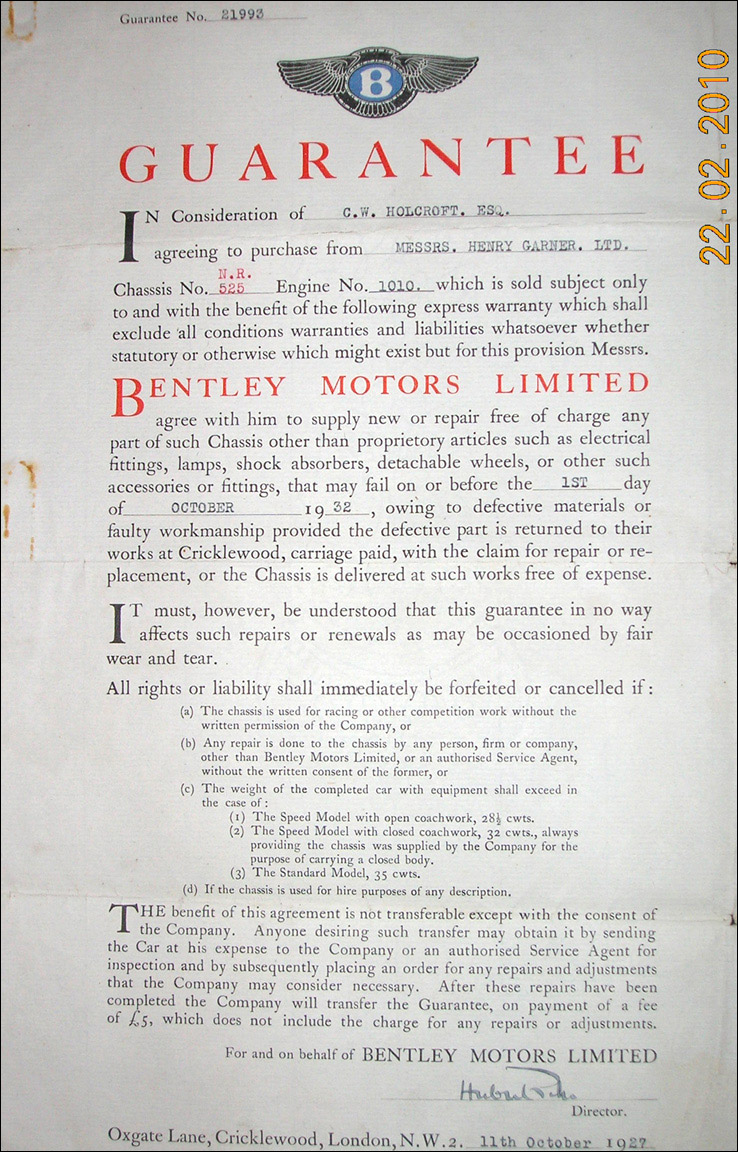 Guarantee No. 21993
B
GUARANTEE
IN Consideration of C.W. HOLCROFT. ESQ.
agreeing to purchase from MESSRS. HENRY GARNER. LTD.
N.R.
Chasssis No. 525 Engine No. 1010. which is sold subject only
to and with the benefit of the following express warranty which shall
exclude all conditions warranties and liabilities whatsoever whether
statutory or otherwise which might exist but for this provision Messrs.
BENTLEY MOTORS LIMITED
agree with him to supply new or repair free of charge any
part of such Chassis other than proprietory articles such as electrical
fittings, lamps, shock absorbers, detachable wheels, or other such
accessories or fittings, that may fail on or before the 1ST day
of OCTOBER 19 32, owing to defective materials or
faulty workmanship provided the defective part is returned to their
works at Cricklewood, carriage paid, with the claim for repair or re-
placement, or the Chassis is delivered at such works free of expense.
IT must, however, be understood that this guarantee in no way
affects such repairs or renewals as may be occasioned by fair
wear and tear.
All rights or liability shall immediately be forfeited or cancelled if :
(a) The chassis is used for racing or other competition work without the
written permission of the Company, or
(b) Any repair is done to the chassis by any person, firm or company,
other than Bentley Motors Limited, or an authorised Service Agent,
without the written consent of the former, or
(c) The weight of the completed car with equipment shall exceed in
the case of :
(1) The Speed Model with open coachwork, 28½ cwts.
(2) The Speed Model with closed coachwork, 32 cwts., always
providing the chassis was supplied by the Company for the
purpose of carrying a closed body.
(3) The Standard Model, 35 cwts.
(d) If the chassis is used for hire purposes of any description.
THE benefit of this agreement is not transferable except with the consent of
the Company. Anyone desiring such transfer may obtain it by sending
the Car at his expense to the Company or an authorised Service Agent for
inspection and by subsequently placing an order for any repairs and adjustments
that the Company may consider necessary. After these repairs have been
completed the Company will transfer the Guarantee, on payment of a fee
of £5, which does not include the charge for any repairs or adjustments.
For and on behalf of BENTLEY MOTORS LIMITED
Director.
Oxgate Lane, Cricklewood, London, N.W.2. 11th October 1927
22.02.2010